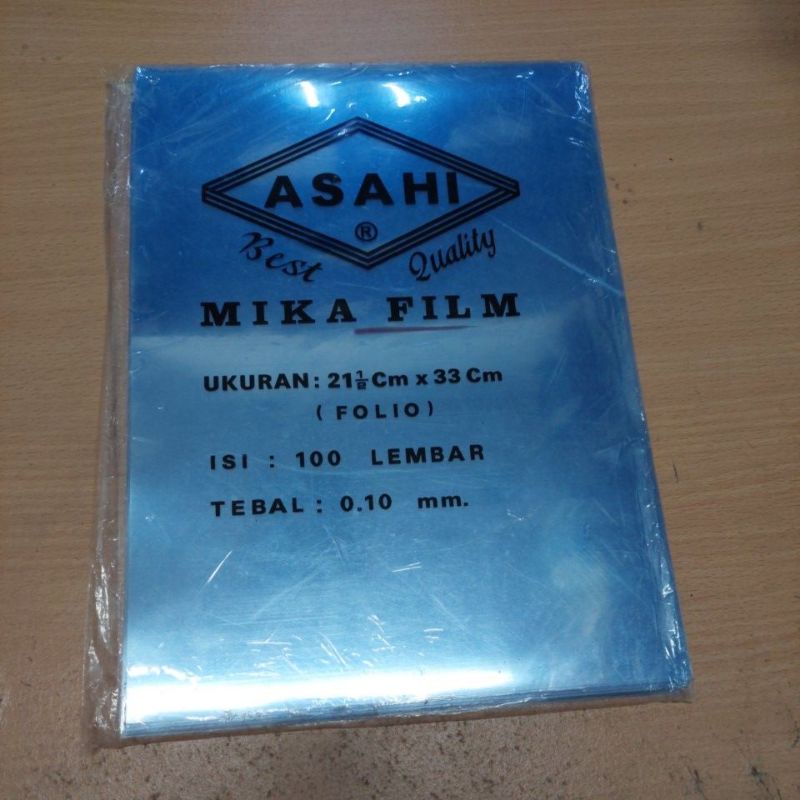 ASAHI
®
Best Quality
MIKA FILM
UKURAN: 21½ Cm x 33 Cm
( FOLIO )
ISI : 100 LEMBAR
TEBAL : 0.10 mm.